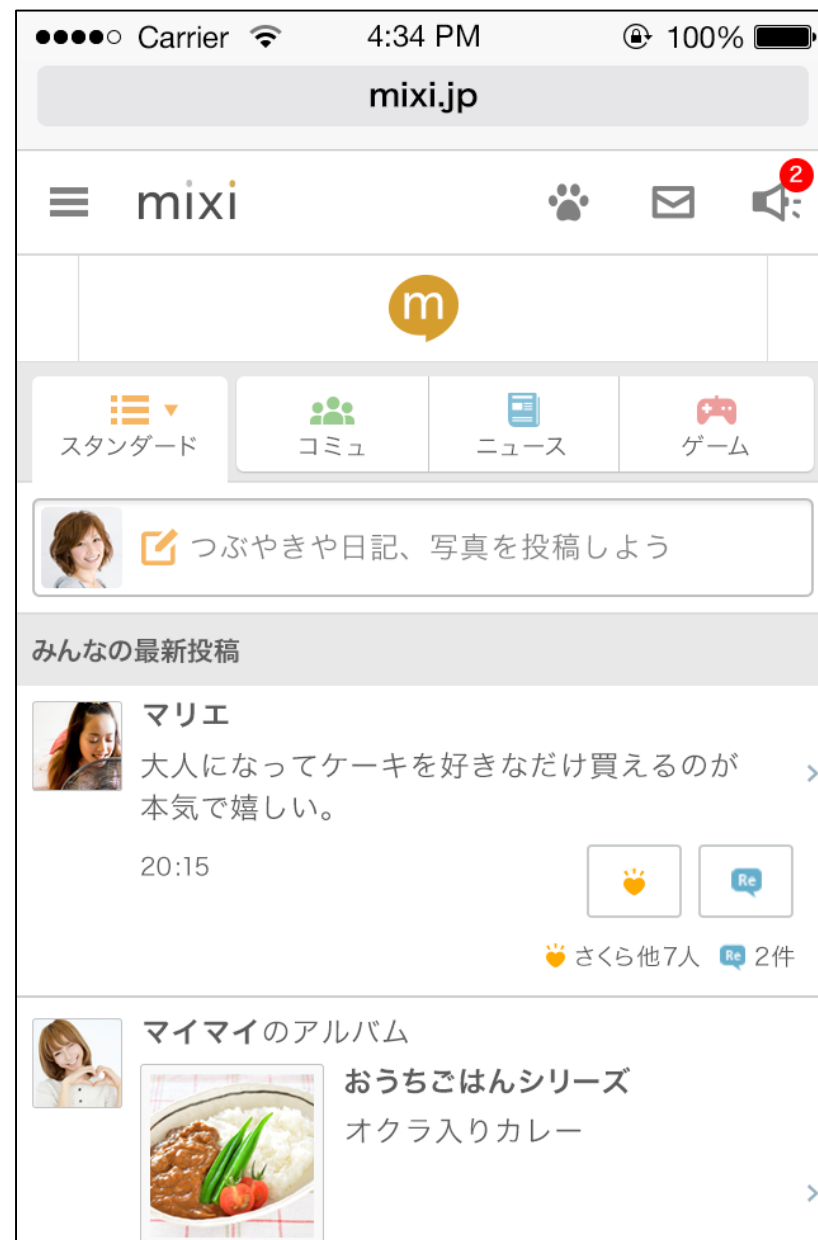 Carrier 4:34 PM 100%
mixi.jp
mixi 2
m
スタンダード コミュ ニュース ゲーム
つぶやきや日記、写真を投稿しよう
みんなの最新投稿
マリエ
大人になってケーキを好きなだけ買えるのが
本気で嬉しい。
20:15 Re
さくら他7人 Re 2件
マイマイのアルバム
おうちごはんシリーズ
オクラ入りカレー